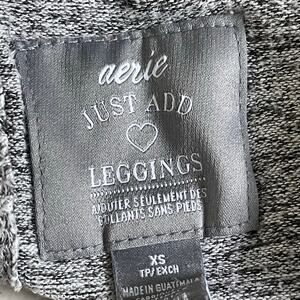 aerie
JUST ADD
LEGGINGS
AJOUTER SEULEMENT DES
COLLANTS SANS PIEDS
XS
TP/EXCH
MADE IN GUATEMALA